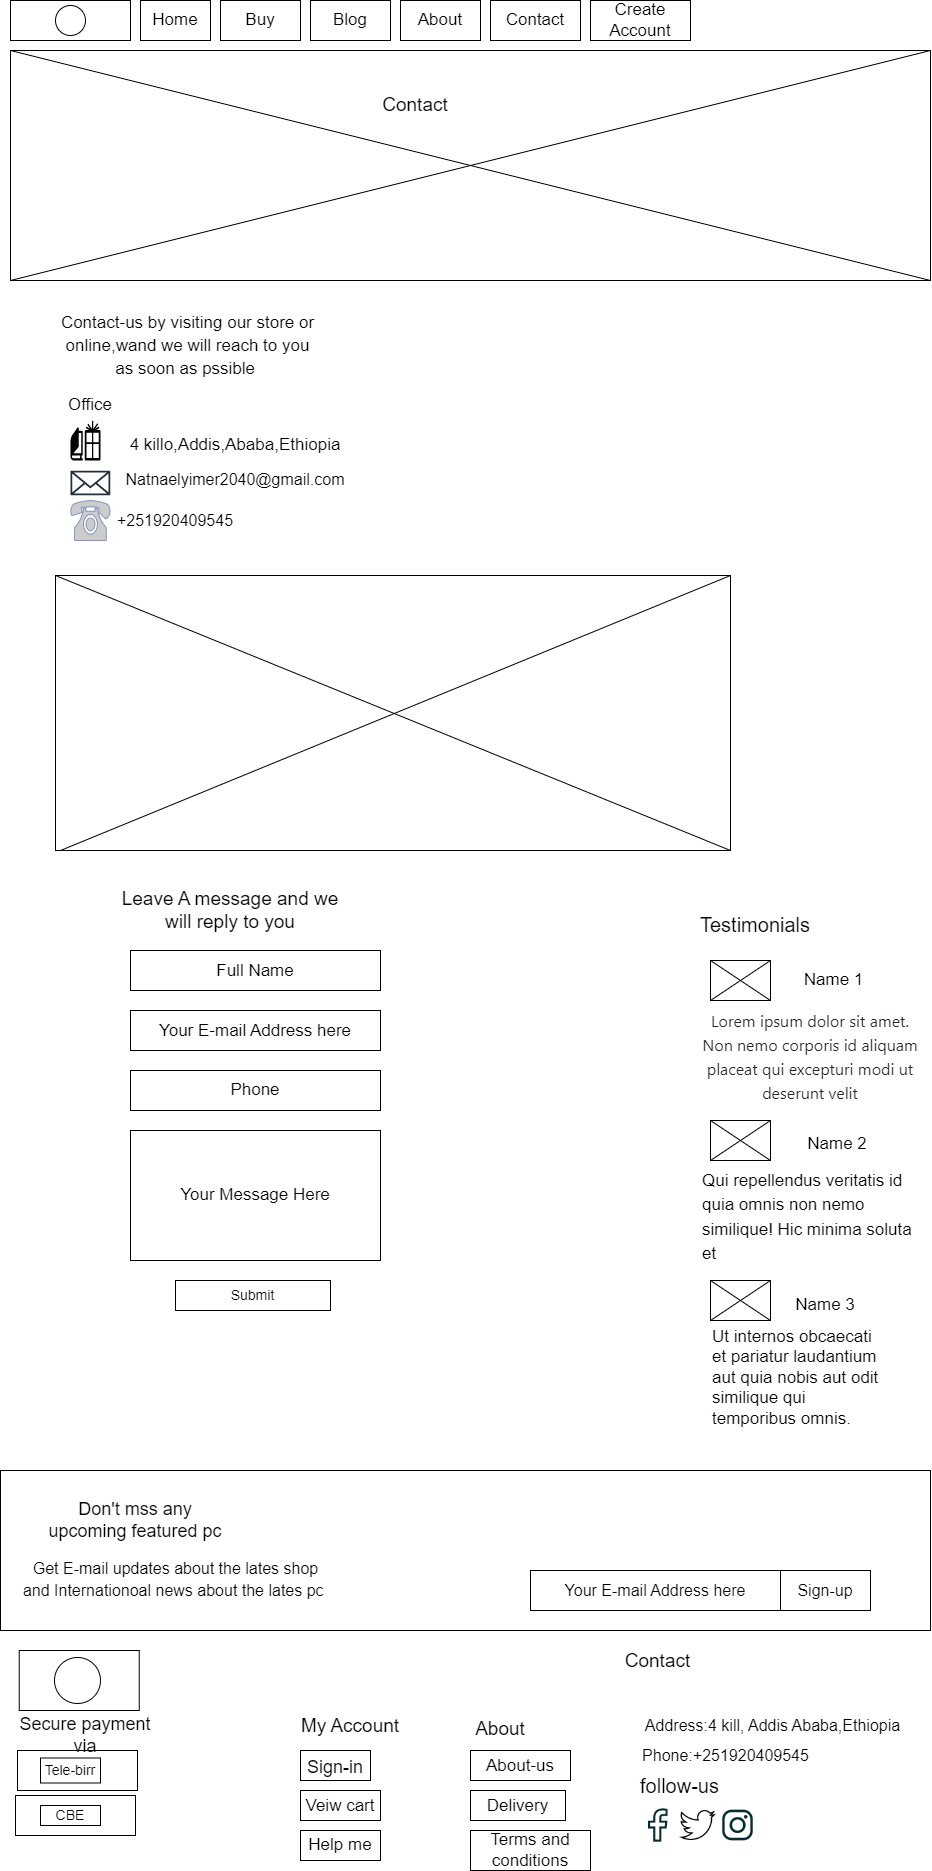 Home
Buy
Blog
About
Contact
Create
Account
Contact
Contact-us by visiting our store or
online,wand we will reach to you
as soon as pssible
Office
4 killo,Addis,Ababa,Ethiopia
Natnaelyimer2040@gmail.com
+251920409545
Leave A message and we
will reply to you
Full Name
Your E-mail Address here
Phone
Your Message Here
Submit
Testimonials
Name 1
Lorem ipsum dolor sit amet.
Non nemo corporis id aliquam
placeat qui excepturi modi ut
deserunt velit
Name 2
Qui repellendus veritatis id
quia omnis non nemo
similique! Hic minima soluta
et
Name 3
Ut internos obcaecati
et pariatur laudantium
aut quia nobis aut odit
similique qui
temporibus omnis.
Don't mss any
upcoming featured pc
Get E-mail updates about the lates shop
and Internationoal news about the lates pc
Your E-mail Address here
Sign-up
Secure payment
via
Tele-birr
CBE
My Account
Sign-in
Veiw cart
Help me
About
About-us
Delivery
Terms and
conditions
Contact
Address:4 kill, Addis Ababa,Ethiopia
Phone:+251920409545
follow-us